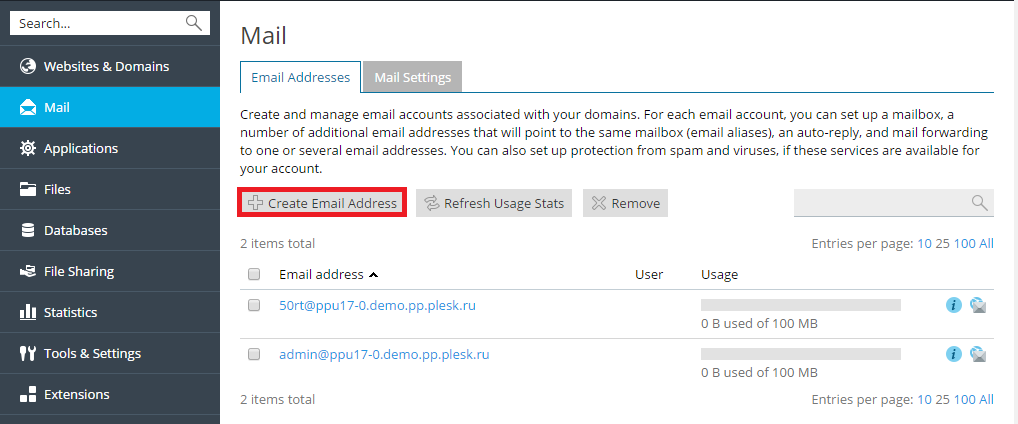 Search...
Websites & Domains
Mail
Applications
Files
Databases
File Sharing
Statistics
Tools & Settings
Extensions
Mail
Email Addresses
Mail Settings
Create and manage email accounts associated with your domains. For each email account, you can set up a mailbox, a
number of additional email addresses that will point to the same mailbox (email aliases), an auto-reply, and mail forwarding
to one or several email addresses. You can also set up protection from spam and viruses, if these services are available for
your account.
Create Email Address
Refresh Usage Stats
Remove
2 items total
Entries per page: 10 25 100 All
Email address User Usage
50rt@ppu17-0.demo.pp.plesk.ru
0 B used of 100 MB
admin@ppu17-0.demo.pp.plesk.ru
0 B used of 100 MB
2 items total
Entries per page: 10 25 100 All